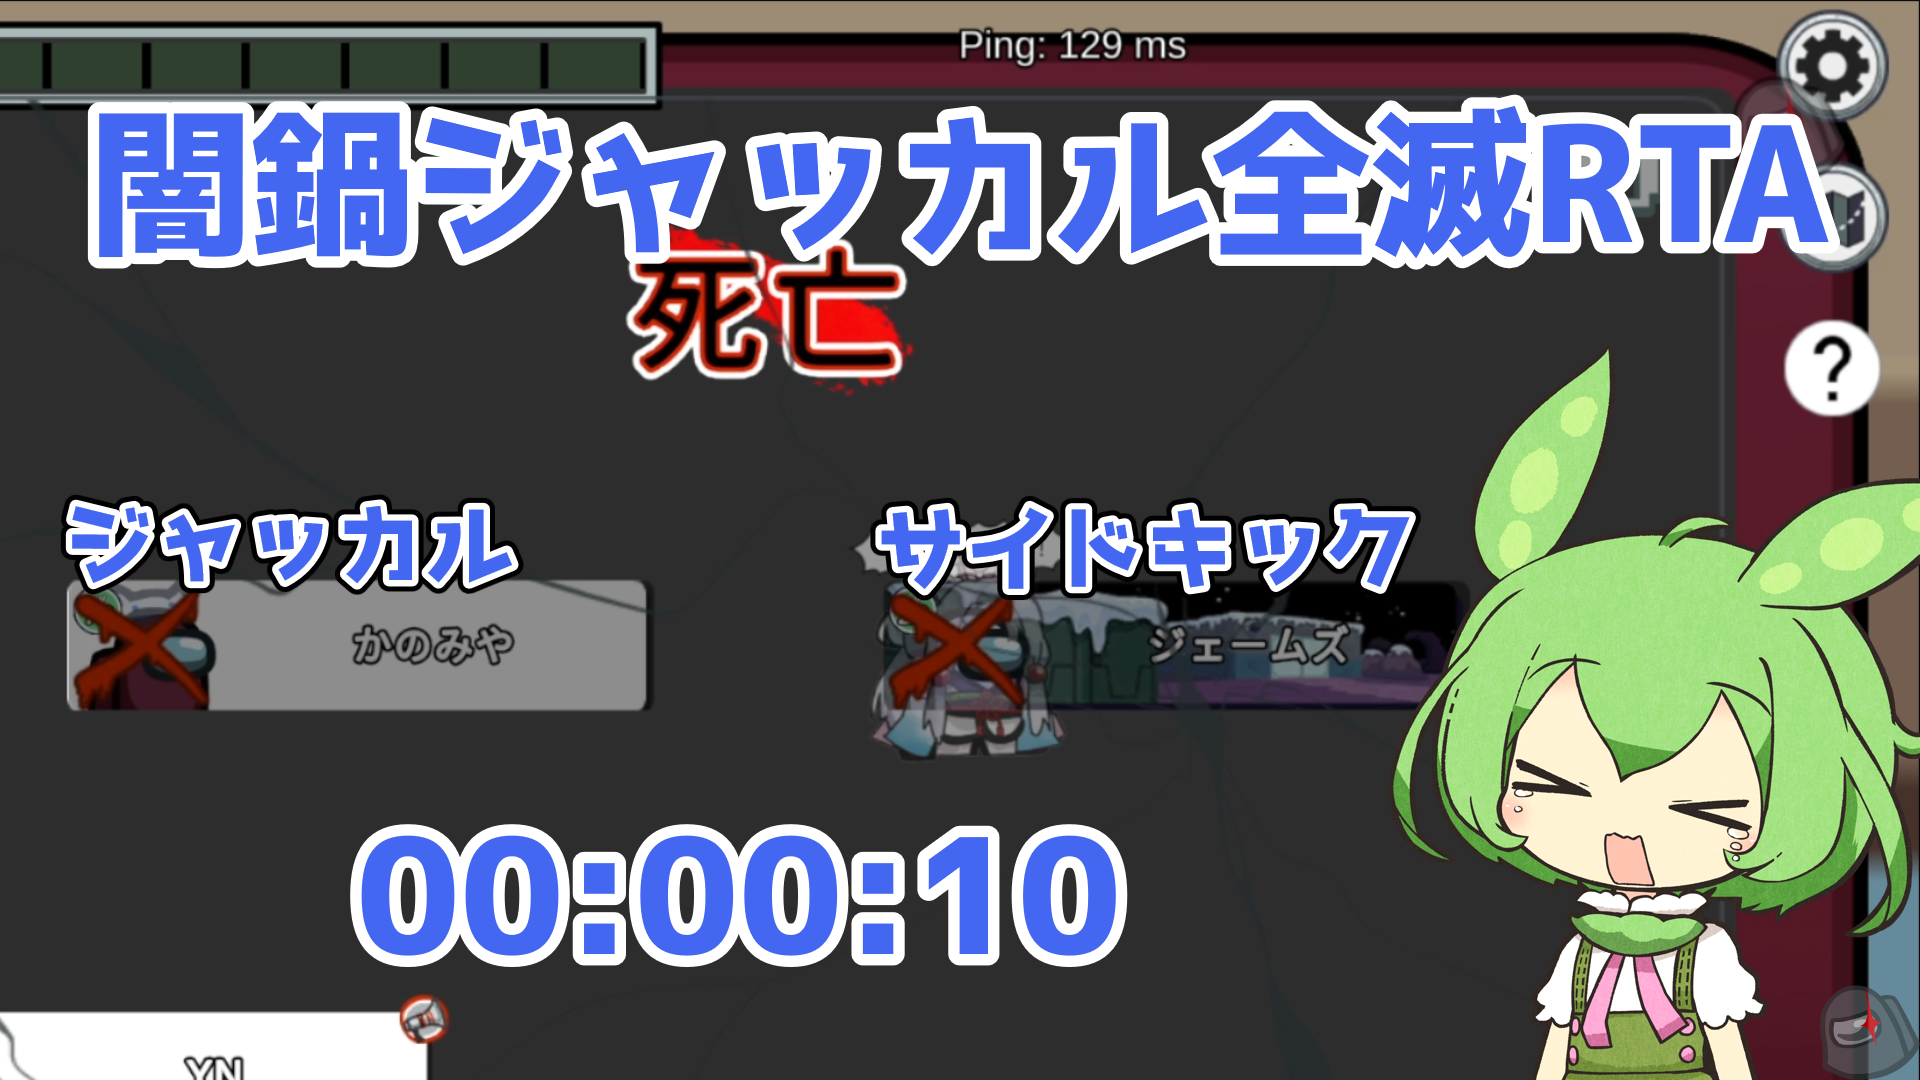 Ping: 129 ms
闇鍋ジャッカル全滅RTA
死亡
?
ジャッカル
サイドキック
かのみや
ジェームズ
00:00:10
YN